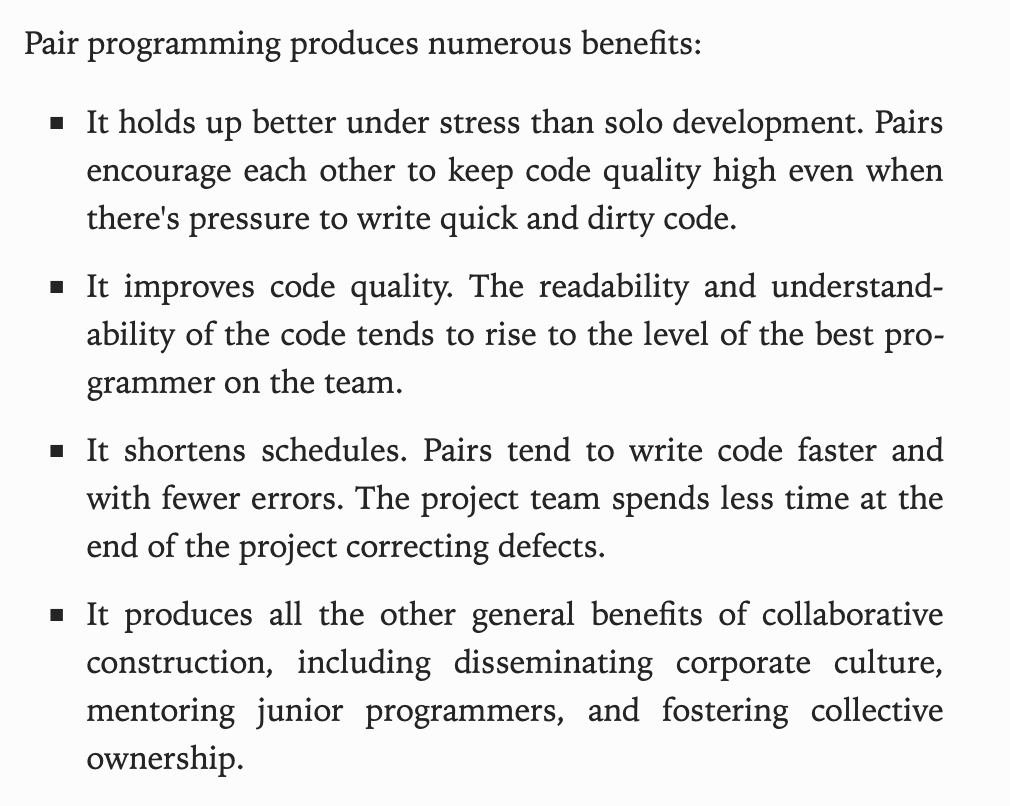 Pair programming produces numerous benefits:
▪ It holds up better under stress than solo development. Pairs
encourage each other to keep code quality high even when
there's pressure to write quick and dirty code.
▪ It improves code quality. The readability and understand-
ability of the code tends to rise to the level of the best pro-
grammer on the team.
▪ It shortens schedules. Pairs tend to write code faster and
with fewer errors. The project team spends less time at the
end of the project correcting defects.
▪ It produces all the other general benefits of collaborative
construction, including disseminating corporate culture,
mentoring junior programmers, and fostering collective
ownership.